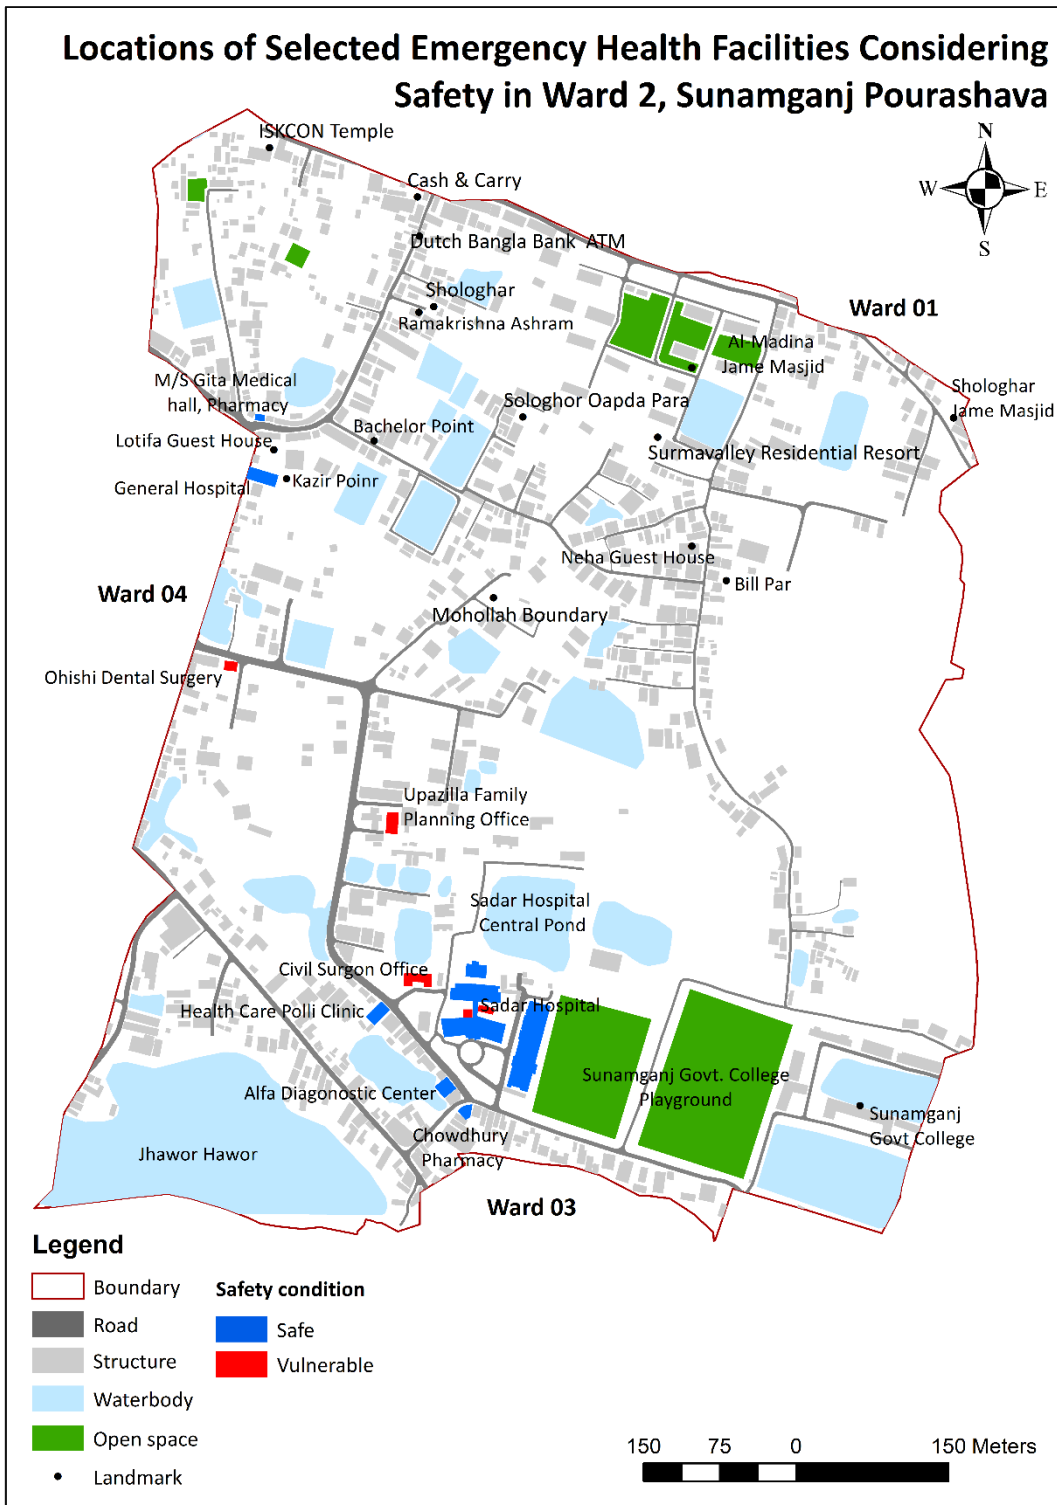 Locations of Selected Emergency Health Facilities Considering
Safety in Ward 2, Sunamganj Pourashava
N
W
E
S
ISKCON Temple
Cash & Carry
Dutch Bangla Bank ATM
Shologhar
Ramakrishna Ashram
Ward 01
Al-Madina
Jame Masjid
M/S Gita Medical
hall, Pharmacy
Shologhar
Jame Masjid
Sologhor Oapda Para
Bachelor Point
Lotifa Guest House
Surmavalley Residential Resort
General Hospital
Kazir Poinr
Neha Guest House
Bill Par
Ward 04
Mohollah Boundary
Ohishi Dental Surgery
Upazilla Family
Planning Office
Sadar Hospital
Central Pond
Civil Surgon Office
Sadar Hospital
Health Care Polli Clinic
Sunamganj Govt. College
Playground
Alfa Diagonostic Center
Sunamganj
Govt College
Chowdhury
Pharmacy
Jhawor Hawor
Ward 03
Legend
Boundary
Road
Structure
Waterbody
Open space
Landmark
Safety condition
Safe
Vulnerable
150 75 0 150 Meters